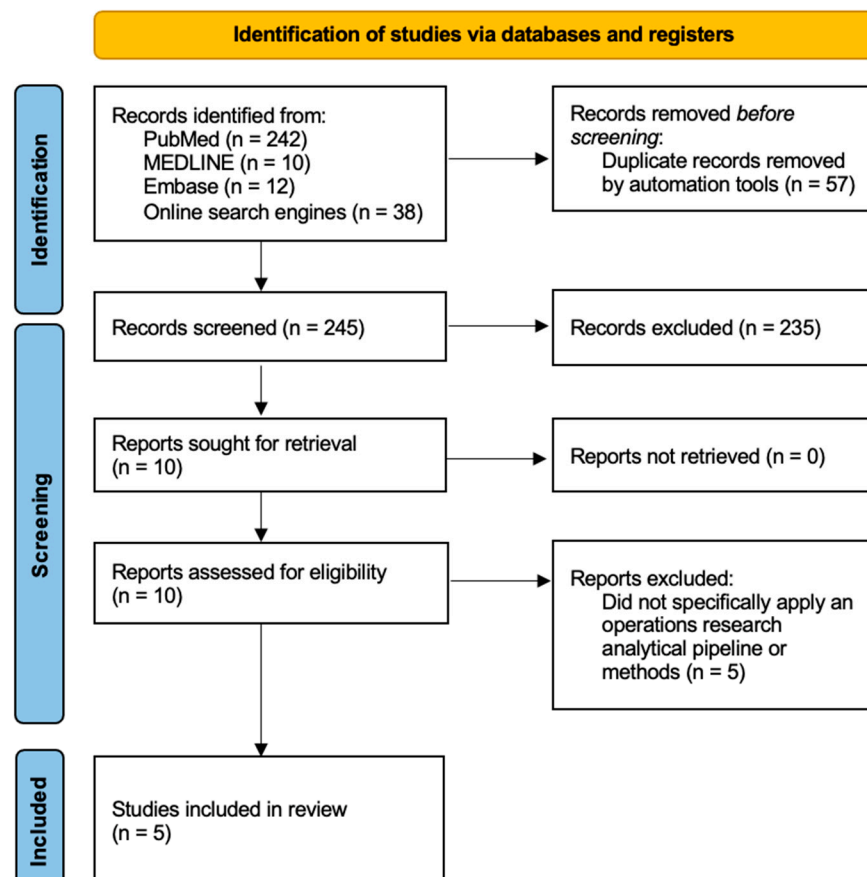 Identification of studies via databases and registers
Identification
Records identified from:
PubMed (n = 242)
MEDLINE (n = 10)
Embase (n = 12)
Online search engines (n = 38)
Records removed before
screening:
Duplicate records removed
by automation tools (n = 57)
Screening
Records screened (n = 245)
Records excluded (n = 235)
Reports sought for retrieval
(n = 10)
Reports not retrieved (n = 0)
Reports assessed for eligibility
(n = 10)
Reports excluded:
Did not specifically apply an
operations research
analytical pipeline or
methods (n = 5)
Included
Studies included in review
(n = 5)